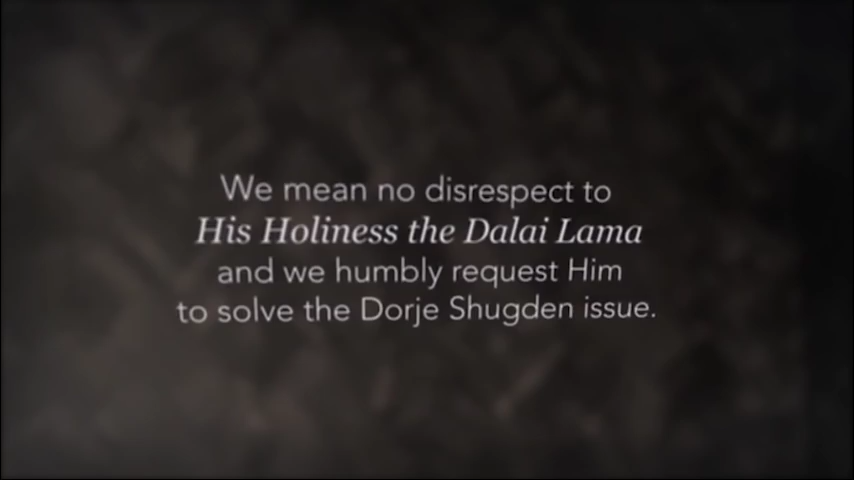 We mean no disrespect to
His Holiness the Dalai Lama
and we humbly request Him
to solve the Dorje Shugden issue.